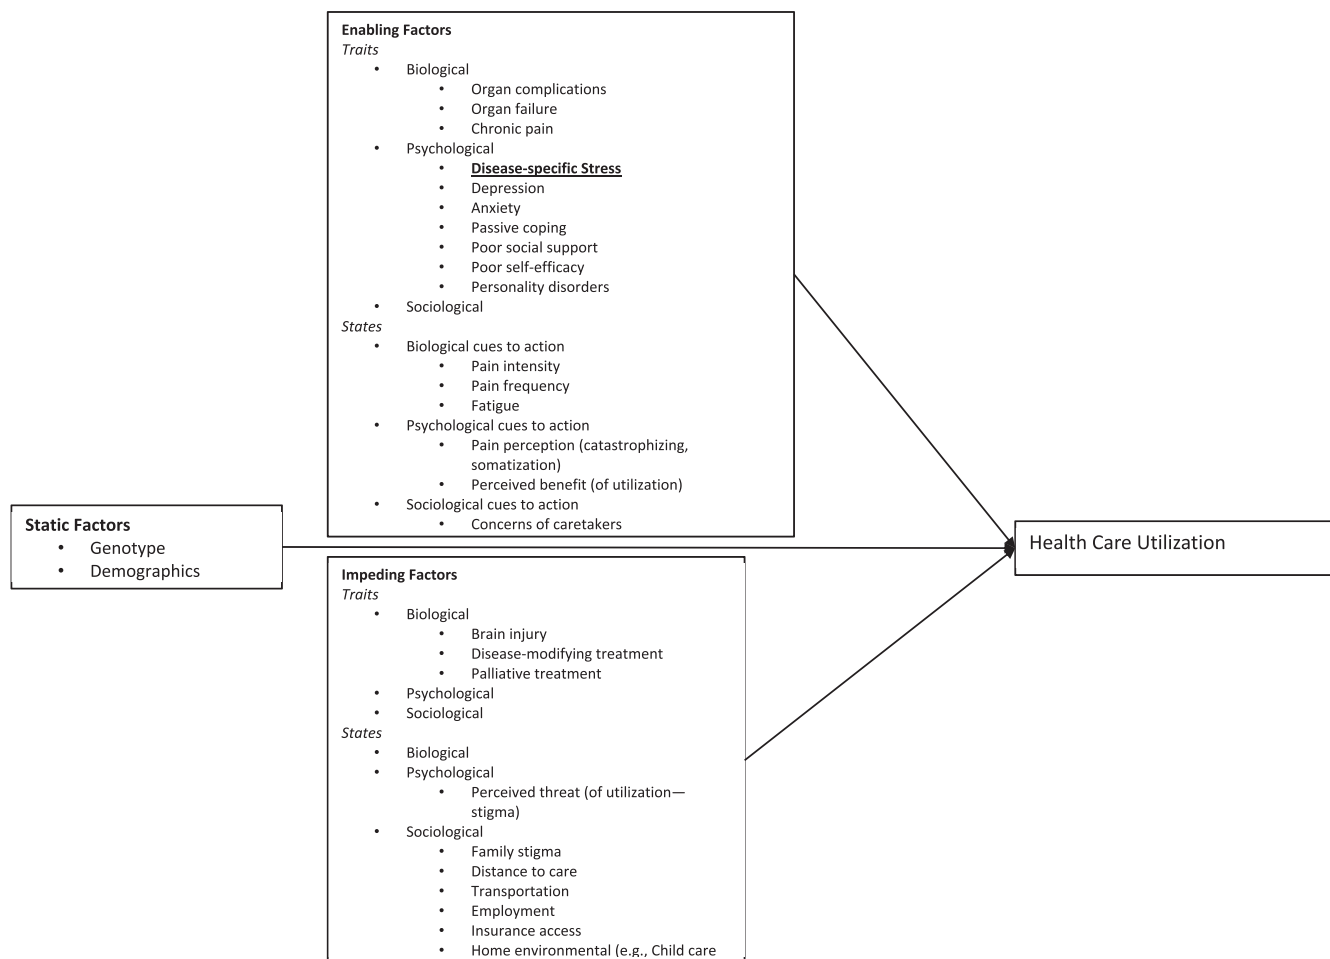 Enabling Factors
Traits
• Biological
• Organ complications
• Organ failure
• Chronic pain
• Psychological
• Disease-specific Stress
• Depression
• Anxiety
• Passive coping
• Poor social support
• Poor self-efficacy
• Personality disorders
• Sociological
States
• Biological cues to action
• Pain intensity
• Pain frequency
• Fatigue
• Psychological cues to action
• Pain perception (catastrophizing,
somatization)
• Perceived benefit (of utilization)
• Sociological cues to action
• Concerns of caretakers
Static Factors
• Genotype
• Demographics
Health Care Utilization
Impeding Factors
Traits
• Biological
• Brain injury
• Disease-modifying treatment
• Palliative treatment
• Psychological
• Sociological
States
• Biological
• Psychological
• Perceived threat (of utilization—
stigma)
• Sociological
• Family stigma
• Distance to care
• Transportation
• Employment
• Insurance access
• Home environmental (e.g., Child care